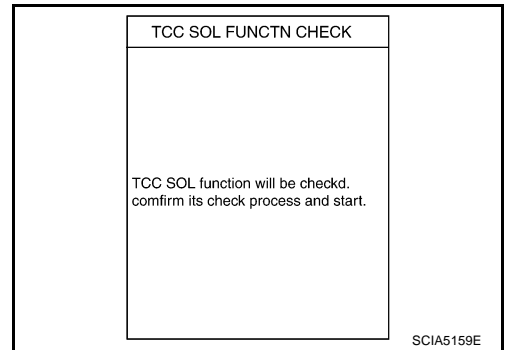 TCC SOL FUNCTN CHECK
TCC SOL function will be checkd.
comfirm its check process and start.
SCIA5159E